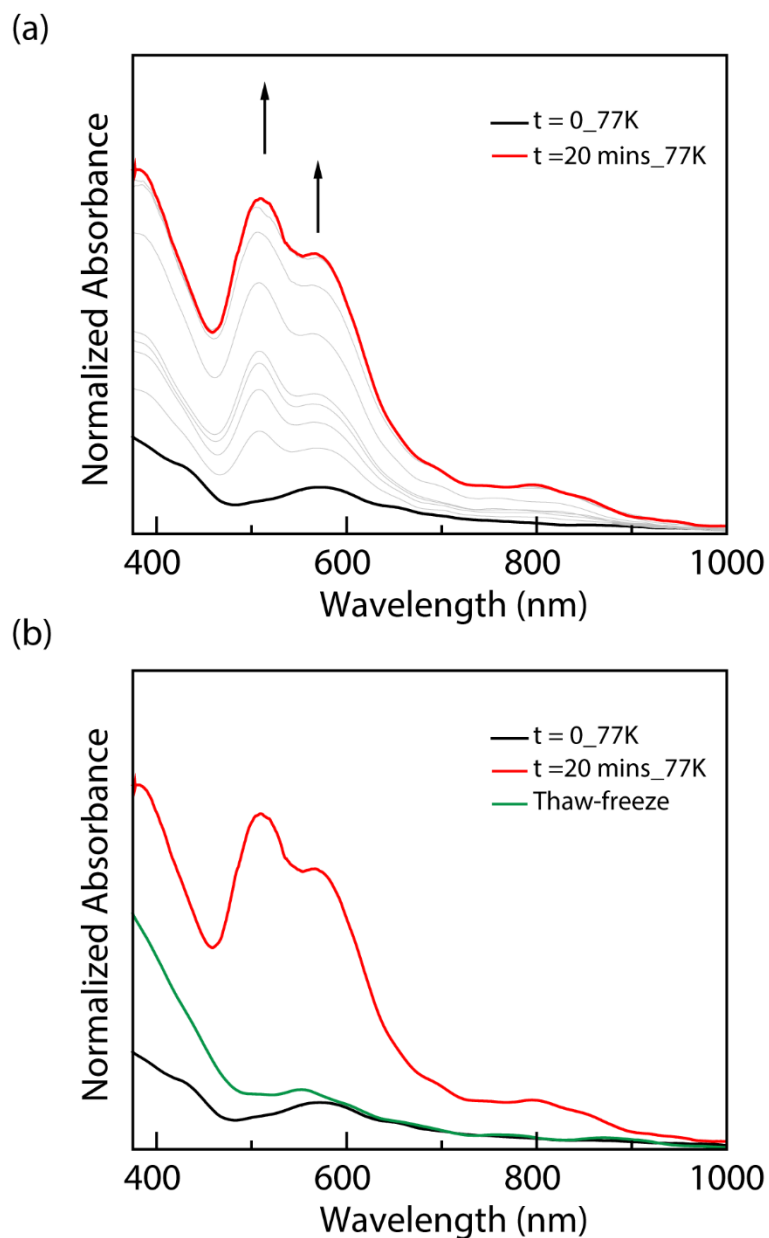 (a)
t = 0_77K
t =20 mins_77K
Normalized Absorbance
400 600 800 1000
Wavelength (nm)
(b)
t = 0_77K
t =20 mins_77K
Thaw-freeze
Normalized Absorbance
400 600 800 1000
Wavelength (nm)